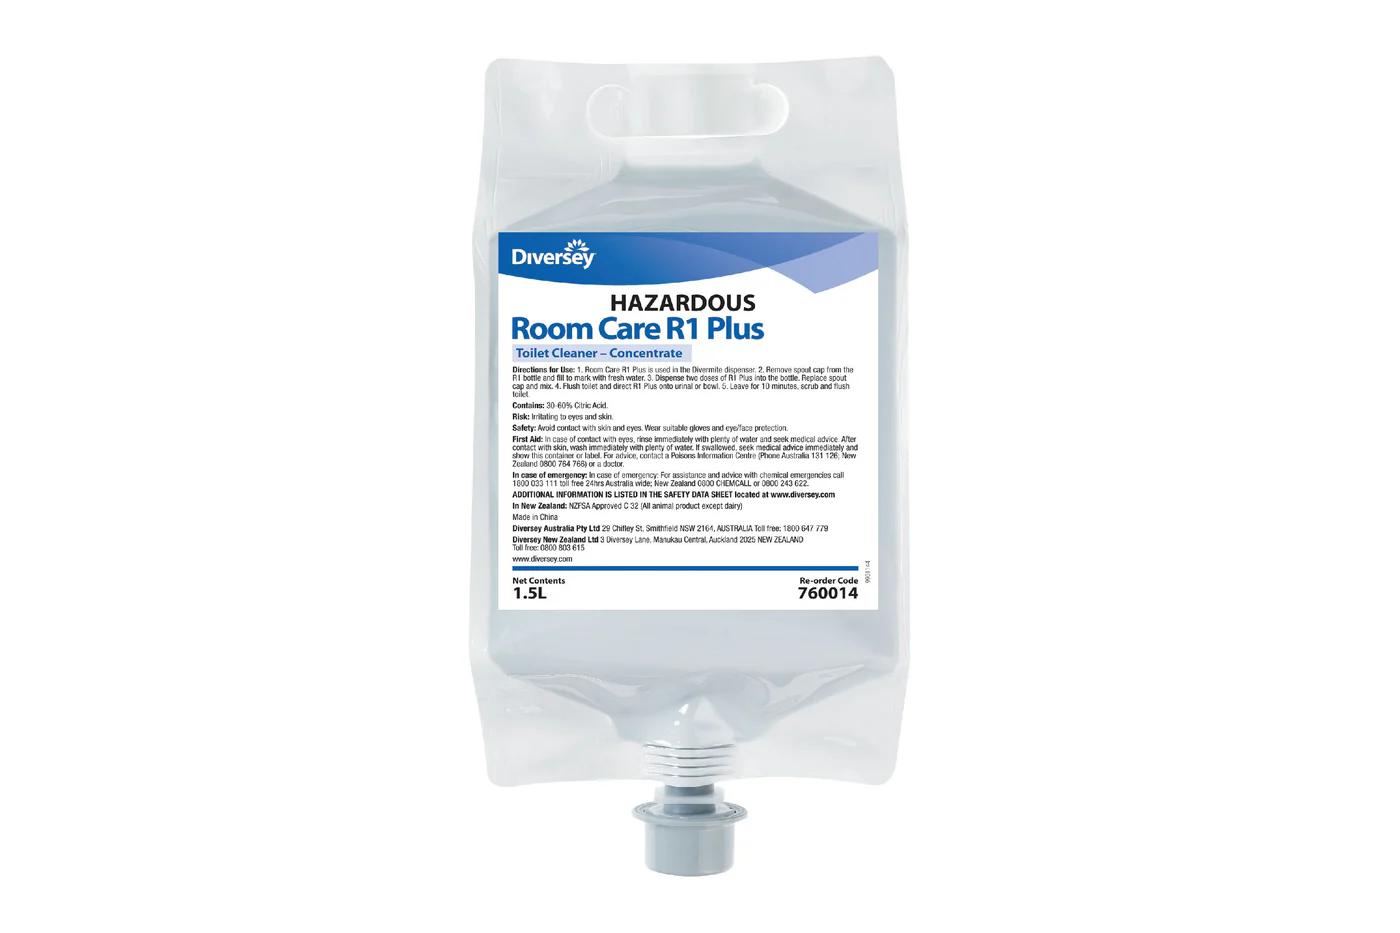 Diversey
HAZARDOUS
Room Care R1 Plus
Toilet Cleaner – Concentrate
Directions for Use: 1. Room Care R1 Plus is used in the Divermite dispenser. 2. Remove spout cap from the
R1 bottle and fill to mark with fresh water. 3. Dispense two doses of R1 Plus into the bottle. Replace spout
cap and mix. 4. Flush toilet and direct R1 Plus onto urinal or bowl. 5. Leave for 10 minutes, scrub and flush
toilet.
Contains: 30-60% Citric Acid.
Risk: Irritating to eyes and skin.
Safety: Avoid contact with skin and eyes. Wear suitable gloves and eye/face protection.
First Aid: In case of contact with eyes, rinse immediately with plenty of water and seek medical advice. After
contact with skin, wash immediately with plenty of water. If swallowed, seek medical advice immediately and
show this container or label. For advice, contact a Poisons Information Centre (Phone Australia 131 126; New
Zealand 0800 764 766) or a doctor.
In case of emergency: In case of emergency: For assistance and advice with chemical emergencies call
1800 033 111 toll free 24hrs Australia wide; New Zealand 0800 CHEMCALL or 0800 243 622.
ADDITIONAL INFORMATION IS LISTED IN THE SAFETY DATA SHEET located at www.diversey.com
In New Zealand: NZFSA Approved C 32 (All animal product except dairy)
Made in China
Diversey Australia Pty Ltd 29 Chifley St, Smithfield NSW 2164, AUSTRALIA Toll free: 1800 647 779
Diversey New Zealand Ltd 3 Diversey Lane, Manukau Central, Auckland 2025 NEW ZEALAND
Toll free: 0800 803 615
www.diversey.com
Net Contents
1.5L
Re-order Code
760014